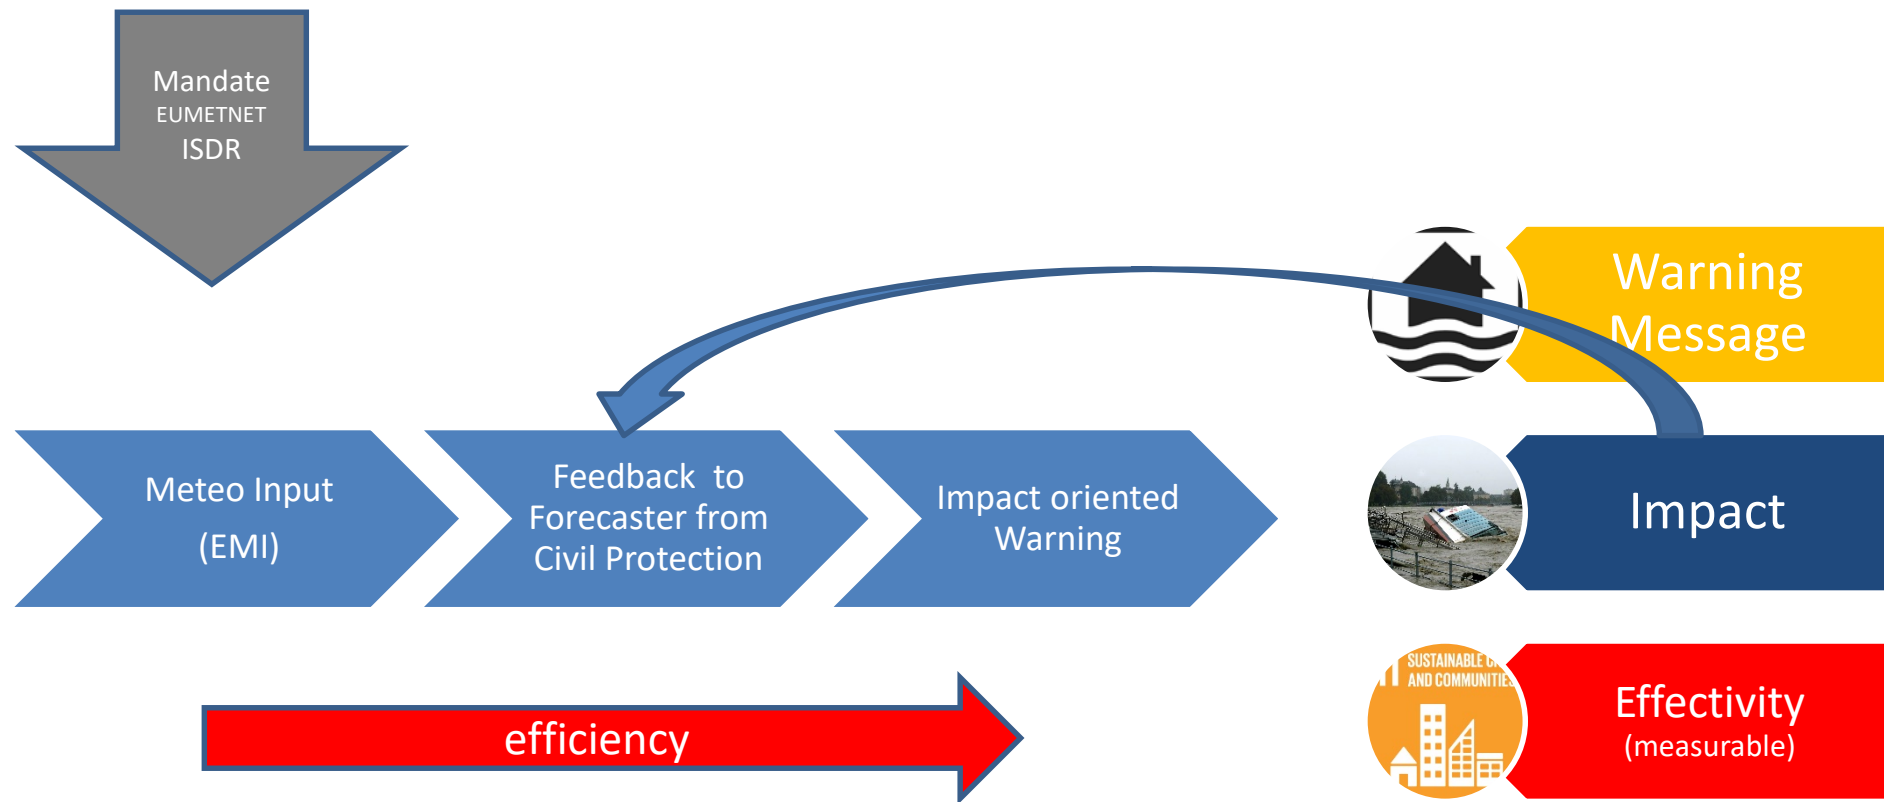 Mandate
EUMETNET
ISDR
Warning
Message
Meteo Input
(EMI)
Feedback to
Forecaster from
Civil Protection
Impact oriented
Warning
Impact
SUSTAINABLE
AND COMMUNITIES
Effectivity
(measurable)
efficiency